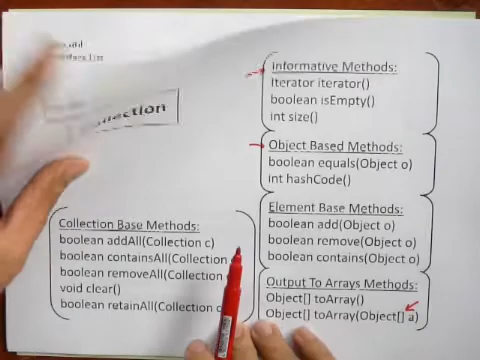 Collection
Informative Methods:
Iterator iterator()
boolean isEmpty()
int size()
Object Based Methods:
boolean equals(Object o)
int hashCode()
Element Base Methods:
boolean add(Object o)
boolean remove(Object o)
boolean contains(Object o)
Collection Base Methods:
boolean addAll(Collection c)
boolean containsAll(Collection
boolean removeAll(Collection
void clear()
boolean retainAll(Collection
Output To Arrays Methods:
Object[] toArray()
Object[] toArray(Object[] a)